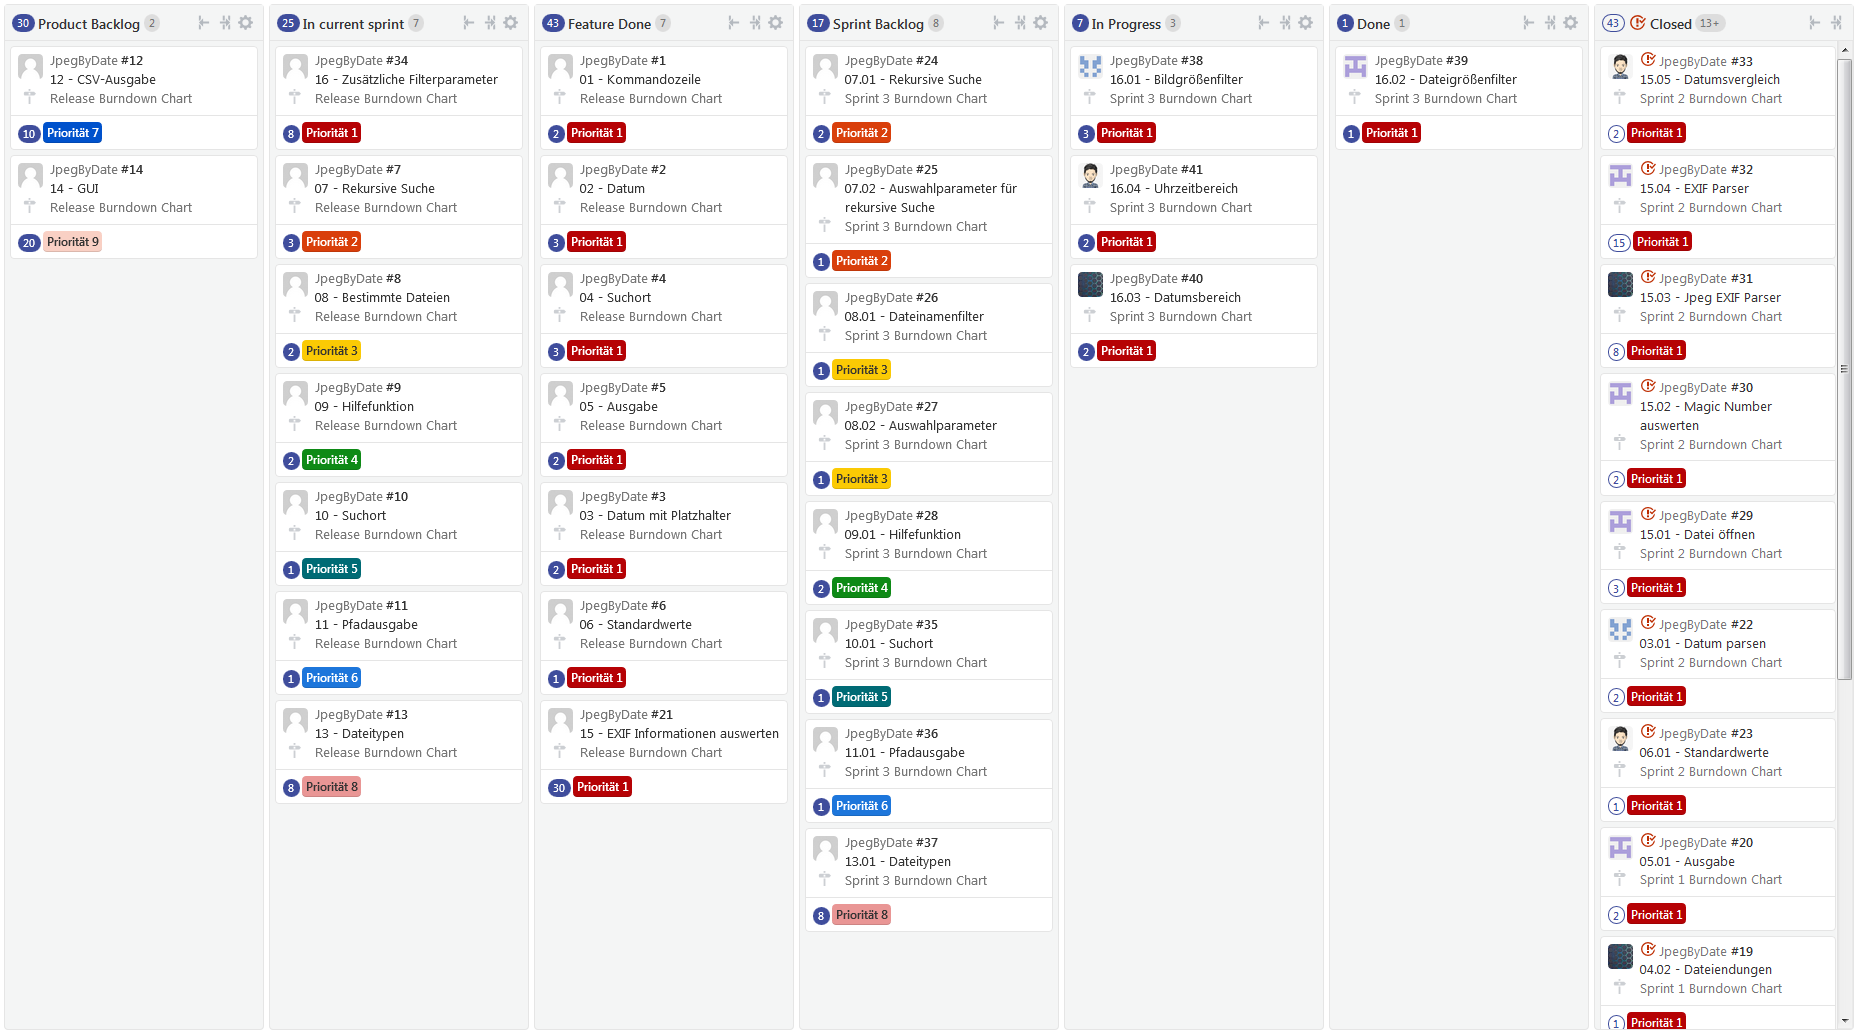 30 Product Backlog 2
JpegByDate #12
12 - CSV-Ausgabe
Release Burndown Chart
10 Priorität 7
JpegByDate #14
14 - GUI
Release Burndown Chart
20 Priorität 9
25 In current sprint 7
JpegByDate #34
16 - Zusätzliche Filterparameter
Release Burndown Chart
8 Priorität 1
JpegByDate #7
07 - Rekursive Suche
Release Burndown Chart
3 Priorität 2
JpegByDate #8
08 - Bestimmte Dateien
Release Burndown Chart
2 Priorität 3
JpegByDate #9
09 - Hilfefunktion
Release Burndown Chart
2 Priorität 4
JpegByDate #10
10 - Suchort
Release Burndown Chart
1 Priorität 5
JpegByDate #11
11 - Pfadausgabe
Release Burndown Chart
1 Priorität 6
JpegByDate #13
13 - Dateitypen
Release Burndown Chart
8 Priorität 8
43 Feature Done 7
JpegByDate #1
01 - Kommandozeile
Release Burndown Chart
2 Priorität 1
JpegByDate #2
02 - Datum
Release Burndown Chart
3 Priorität 1
JpegByDate #4
04 - Suchort
Release Burndown Chart
3 Priorität 1
JpegByDate #5
05 - Ausgabe
Release Burndown Chart
2 Priorität 1
JpegByDate #3
03 - Datum mit Platzhalter
Release Burndown Chart
2 Priorität 1
JpegByDate #6
06 - Standardwerte
Release Burndown Chart
1 Priorität 1
JpegByDate #21
15 - EXIF Informationen auswerten
Release Burndown Chart
30 Priorität 1
17 Sprint Backlog 8
JpegByDate #24
07.01 - Rekursive Suche
Sprint 3 Burndown Chart
2 Priorität 2
JpegByDate #25
07.02 - Auswahlparameter für
rekursive Suche
Sprint 3 Burndown Chart
1 Priorität 2
JpegByDate #26
08.01 - Dateinamenfilter
Sprint 3 Burndown Chart
1 Priorität 3
JpegByDate #27
08.02 - Auswahlparameter
Sprint 3 Burndown Chart
1 Priorität 3
JpegByDate #28
09.01 - Hilfefunktion
Sprint 3 Burndown Chart
2 Priorität 4
JpegByDate #35
10.01 - Suchort
Sprint 3 Burndown Chart
1 Priorität 5
JpegByDate #36
11.01 - Pfadausgabe
Sprint 3 Burndown Chart
1 Priorität 6
JpegByDate #37
13.01 - Dateitypen
Sprint 3 Burndown Chart
8 Priorität 8
7 In Progress 3
JpegByDate #38
16.01 - Bildgrößenfilter
Sprint 3 Burndown Chart
3 Priorität 1
JpegByDate #41
16.04 - Uhrzeitbereich
Sprint 3 Burndown Chart
2 Priorität 1
JpegByDate #40
16.03 - Datumsbereich
Sprint 3 Burndown Chart
2 Priorität 1
1 Done 1
JpegByDate #39
16.02 - Dateigrößenfilter
Sprint 3 Burndown Chart
1 Priorität 1
43 Closed 13+
JpegByDate #33
15.05 - Datumsvergleich
Sprint 2 Burndown Chart
2 Priorität 1
JpegByDate #32
15.04 - EXIF Parser
Sprint 2 Burndown Chart
15 Priorität 1
JpegByDate #31
15.03 - Jpeg EXIF Parser
Sprint 2 Burndown Chart
8 Priorität 1
JpegByDate #30
15.02 - Magic Number
auswerten
Sprint 2 Burndown Chart
2 Priorität 1
JpegByDate #29
15.01 - Datei öffnen
Sprint 2 Burndown Chart
3 Priorität 1
JpegByDate #22
03.01 - Datum parsen
Sprint 2 Burndown Chart
2 Priorität 1
JpegByDate #23
06.01 - Standardwerte
Sprint 2 Burndown Chart
1 Priorität 1
JpegByDate #20
05.01 - Ausgabe
Sprint 1 Burndown Chart
2 Priorität 1
JpegByDate #19
04.02 - Dateiendungen
Sprint 1 Burndown Chart
1 Priorität 1